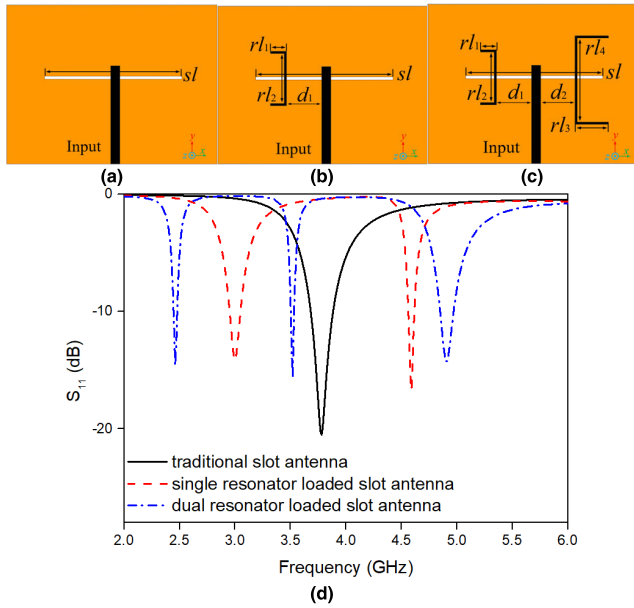 sl
Input
y
z
x
(a)
rl₁
rl₂
d₁
sl
Input
y
z
x
(b)
rl₁
rl₂
d₁
d₂
rl₄
sl
rl₃
Input
y
z
x
(c)
0
-10
-20
S₁₁ (dB)
traditional slot antenna
single resonator loaded slot antenna
dual resonator loaded slot antenna
2.0 2.5 3.0 3.5 4.0 4.5 5.0 5.5 6.0
Frequency (GHz)
(d)